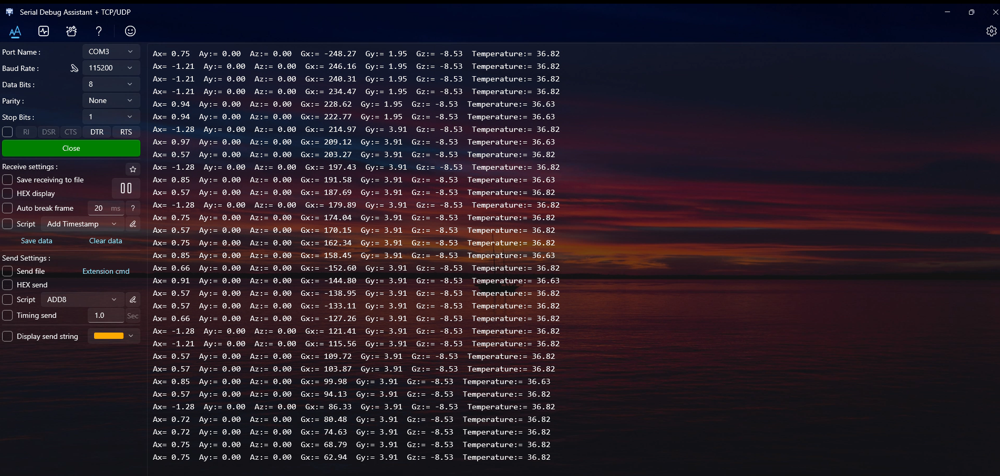 Serial Debug Assistant + TCP/UDP
Port Name :
COM3
Baud Rate :
115200
Data Bits :
8
Parity :
None
Stop Bits :
1
RI DSR CTS DTR RTS
Close
Receive settings :
Save receiving to file
HEX display
Auto break frame 20 ms ?
Script Add Timestamp
Save data Clear data
Send Settings :
Send file Extension cmd
HEX send
Script ADD8
Timing send 1.0 Sec
Display send string
Ax= 0.75 Ay:= 0.00 Az:= 0.00 Gx:= -248.27 Gy:= 1.95 Gz:= -8.53 Temperature:= 36.82
Ax= -1.21 Ay:= 0.00 Az:= 0.00 Gx:= 246.16 Gy:= 1.95 Gz:= -8.53 Temperature:= 36.82
Ax= -1.21 Ay:= 0.00 Az:= 0.00 Gx:= 240.31 Gy:= 1.95 Gz:= -8.53 Temperature:= 36.82
Ax= -1.21 Ay:= 0.00 Az:= 0.00 Gx:= 234.47 Gy:= 1.95 Gz:= -8.53 Temperature:= 36.82
Ax= 0.94 Ay:= 0.00 Az:= 0.00 Gx:= 228.62 Gy:= 1.95 Gz:= -8.53 Temperature:= 36.63
Ax= 0.94 Ay:= 0.00 Az:= 0.00 Gx:= 222.77 Gy:= 1.95 Gz:= -8.53 Temperature:= 36.63
Ax= -1.28 Ay:= 0.00 Az:= 0.00 Gx:= 214.97 Gy:= 3.91 Gz:= -8.53 Temperature:= 36.82
Ax= 0.97 Ay:= 0.00 Az:= 0.00 Gx:= 209.12 Gy:= 3.91 Gz:= -8.53 Temperature:= 36.63
Ax= 0.57 Ay:= 0.00 Az:= 0.00 Gx:= 203.27 Gy:= 3.91 Gz:= -8.53 Temperature:= 36.82
Ax= -1.28 Ay:= 0.00 Az:= 0.00 Gx:= 197.43 Gy:= 3.91 Gz:= -8.53 Temperature:= 36.82
Ax= 0.85 Ay:= 0.00 Az:= 0.00 Gx:= 191.58 Gy:= 3.91 Gz:= -8.53 Temperature:= 36.63
Ax= 0.57 Ay:= 0.00 Az:= 0.00 Gx:= 187.69 Gy:= 3.91 Gz:= -8.53 Temperature:= 36.82
Ax= -1.28 Ay:= 0.00 Az:= 0.00 Gx:= 179.89 Gy:= 3.91 Gz:= -8.53 Temperature:= 36.82
Ax= 0.75 Ay:= 0.00 Az:= 0.00 Gx:= 174.04 Gy:= 3.91 Gz:= -8.53 Temperature:= 36.82
Ax= 0.57 Ay:= 0.00 Az:= 0.00 Gx:= 170.15 Gy:= 3.91 Gz:= -8.53 Temperature:= 36.82
Ax= 0.75 Ay:= 0.00 Az:= 0.00 Gx:= 162.34 Gy:= 3.91 Gz:= -8.53 Temperature:= 36.82
Ax= 0.85 Ay:= 0.00 Az:= 0.00 Gx:= 158.45 Gy:= 3.91 Gz:= -8.53 Temperature:= 36.63
Ax= 0.66 Ay:= 0.00 Az:= 0.00 Gx:= -152.60 Gy:= 3.91 Gz:= -8.53 Temperature:= 36.82
Ax= 0.91 Ay:= 0.00 Az:= 0.00 Gx:= -144.80 Gy:= 3.91 Gz:= -8.53 Temperature:= 36.63
Ax= 0.57 Ay:= 0.00 Az:= 0.00 Gx:= -138.95 Gy:= 3.91 Gz:= -8.53 Temperature:= 36.82
Ax= 0.57 Ay:= 0.00 Az:= 0.00 Gx:= -133.11 Gy:= 3.91 Gz:= -8.53 Temperature:= 36.82
Ax= 0.66 Ay:= 0.00 Az:= 0.00 Gx:= -127.26 Gy:= 3.91 Gz:= -8.53 Temperature:= 36.82
Ax= -1.28 Ay:= 0.00 Az:= 0.00 Gx:= 121.41 Gy:= 3.91 Gz:= -8.53 Temperature:= 36.82
Ax= -1.21 Ay:= 0.00 Az:= 0.00 Gx:= 115.56 Gy:= 3.91 Gz:= -8.53 Temperature:= 36.82
Ax= 0.57 Ay:= 0.00 Az:= 0.00 Gx:= 109.72 Gy:= 3.91 Gz:= -8.53 Temperature:= 36.82
Ax= 0.57 Ay:= 0.00 Az:= 0.00 Gx:= 103.87 Gy:= 3.91 Gz:= -8.53 Temperature:= 36.82
Ax= 0.85 Ay:= 0.00 Az:= 0.00 Gx:= 99.98 Gy:= 3.91 Gz:= -8.53 Temperature:= 36.63
Ax= 0.57 Ay:= 0.00 Az:= 0.00 Gx:= 94.13 Gy:= 3.91 Gz:= -8.53 Temperature:= 36.82
Ax= -1.28 Ay:= 0.00 Az:= 0.00 Gx:= 86.33 Gy:= 3.91 Gz:= -8.53 Temperature:= 36.82
Ax= 0.72 Ay:= 0.00 Az:= 0.00 Gx:= 80.48 Gy:= 3.91 Gz:= -8.53 Temperature:= 36.82
Ax= 0.72 Ay:= 0.00 Az:= 0.00 Gx:= 74.63 Gy:= 3.91 Gz:= -8.53 Temperature:= 36.82
Ax= 0.75 Ay:= 0.00 Az:= 0.00 Gx:= 68.79 Gy:= 3.91 Gz:= -8.53 Temperature:= 36.82
Ax= 0.75 Ay:= 0.00 Az:= 0.00 Gx:= 62.94 Gy:= 3.91 Gz:= -8.53 Temperature:= 36.82